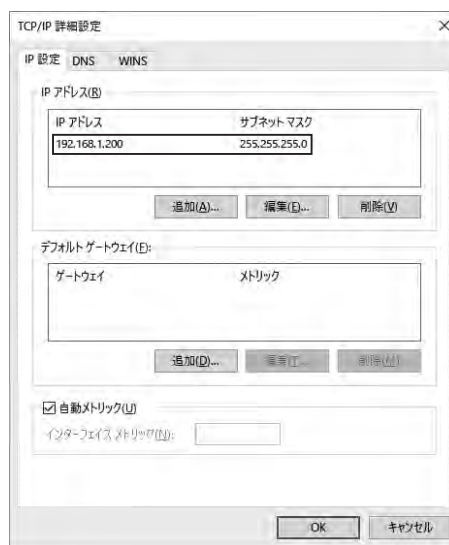 TCP/IP 詳細設定
IP 設定 DNS WINS
IP アドレス(R)
IP アドレス サブネット マスク
192.168.1.200 255.255.255.0
追加(A)... 編集(E)... 削除(V)
デフォルト ゲートウェイ(F):
ゲートウェイ メトリック
追加(D)... 編集(T)... 削除(M)
自動メトリック(U)
インターフェイス メトリック(N):
OK キャンセル